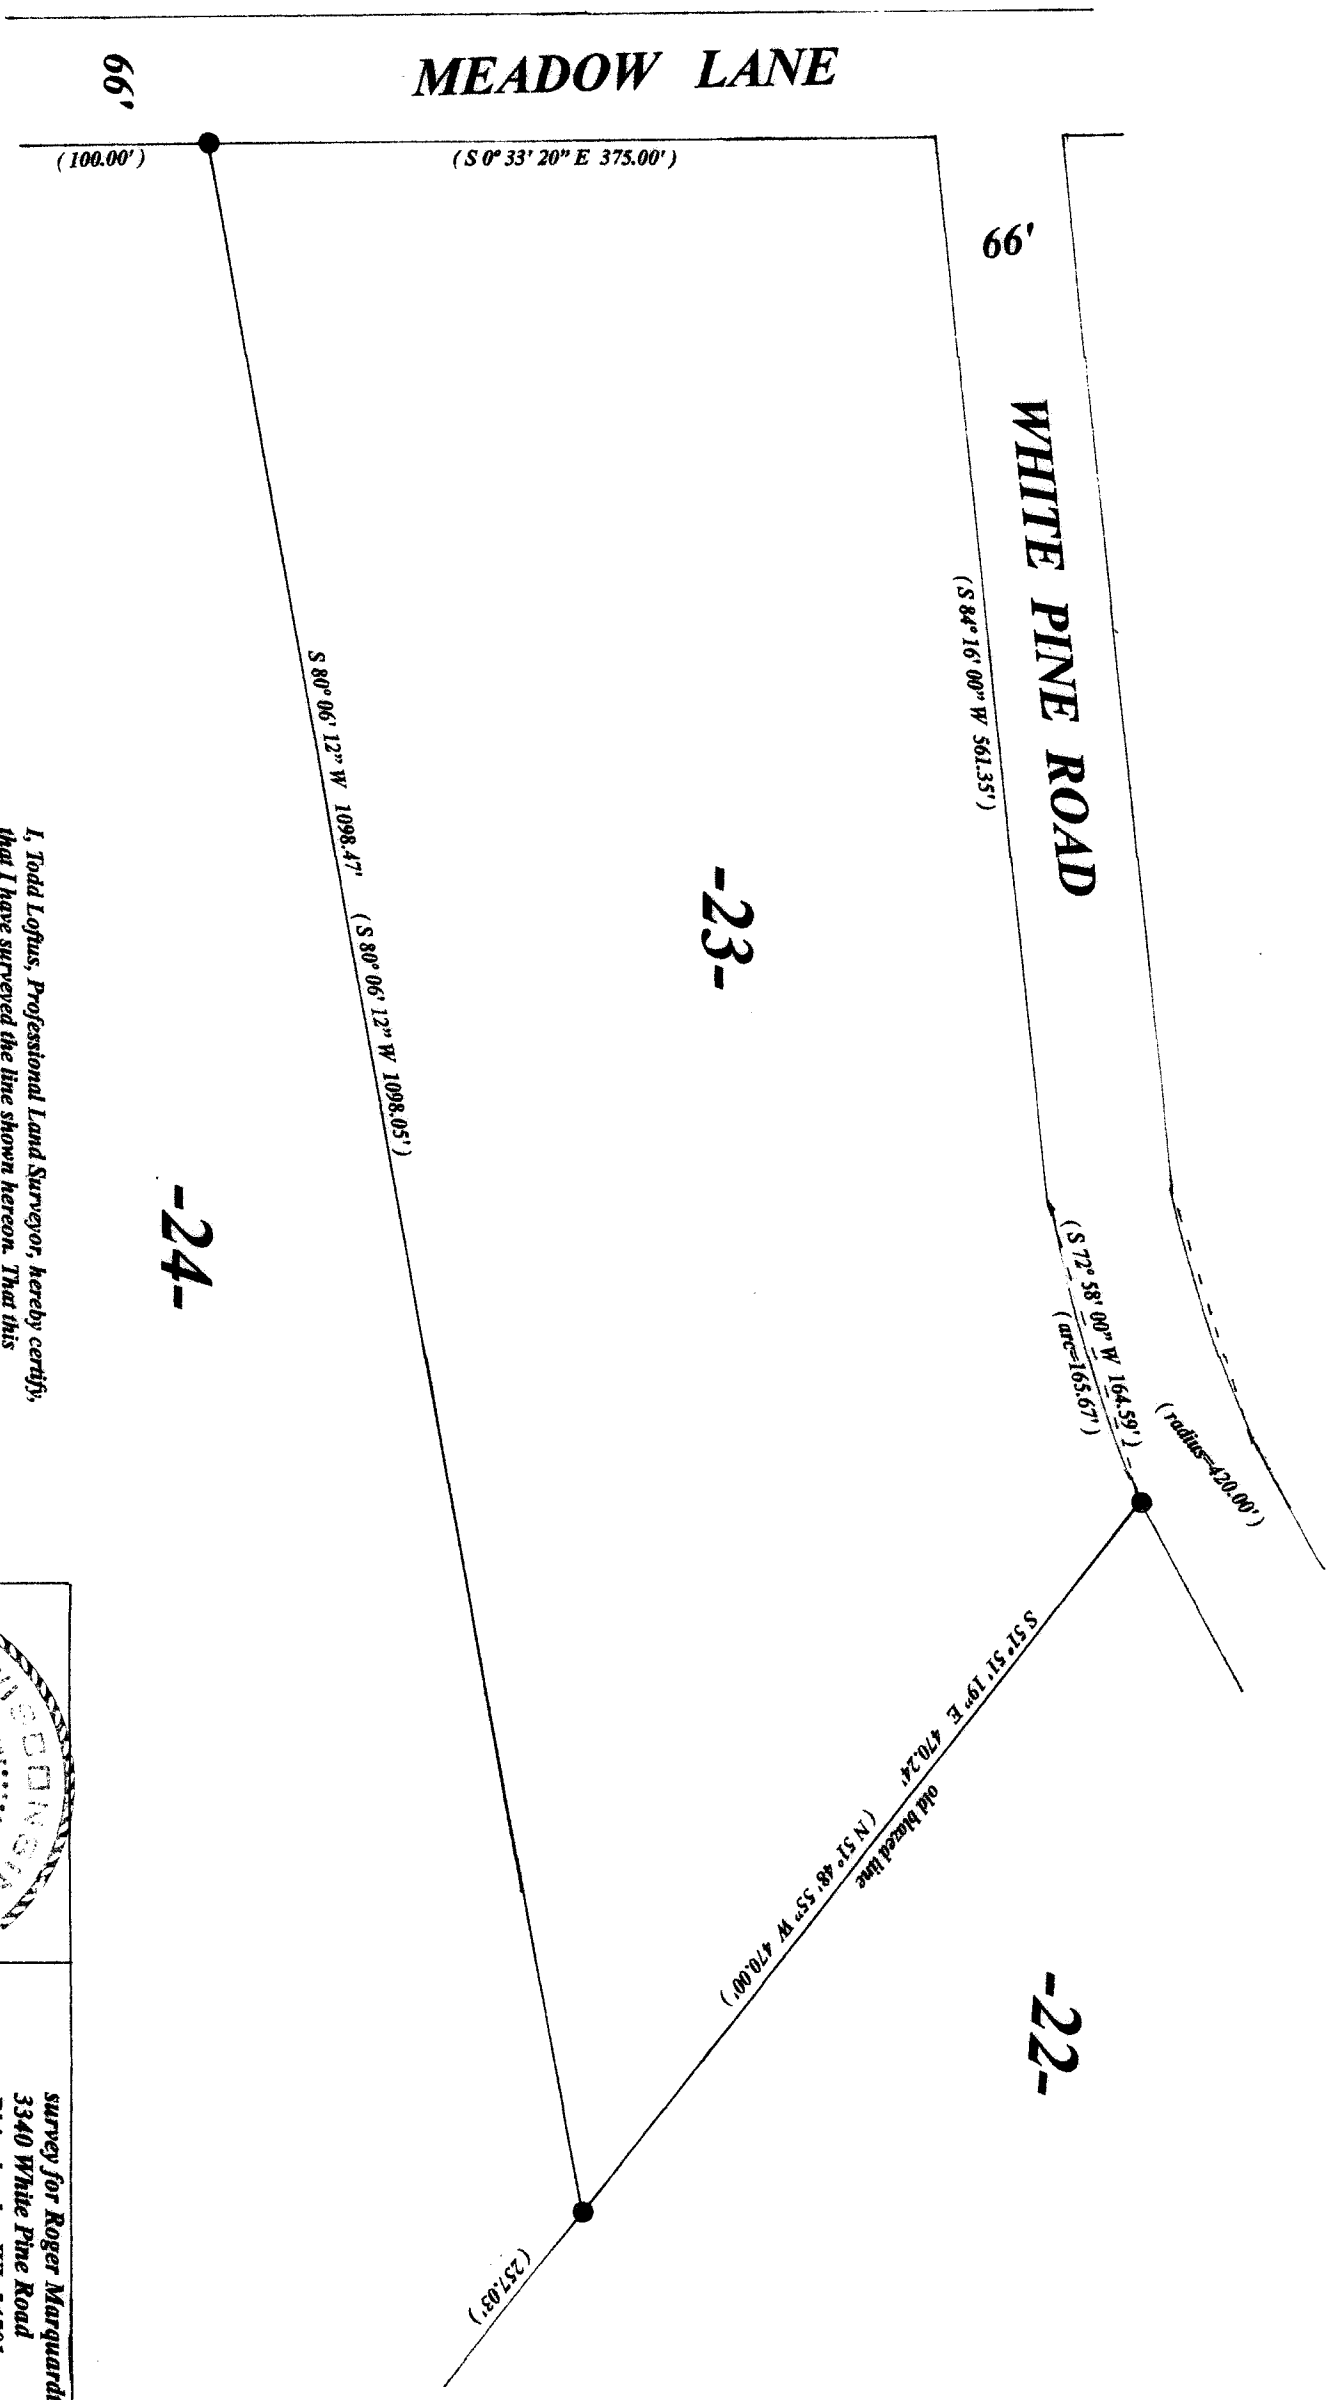 MEADOW LANE
66'
( 100.00' )
( S 0° 33' 20" E 375.00' )
66'
WHITE PINE ROAD
( S 84° 16' 00" W 561.35' )
-23-
S 80° 06' 12" W 1098.47' ( S 80° 06' 12" W 1098.05' )
-24-
( S 72° 58' 00" W 164.59' )
( arc=165.67' )
( radius=420.00' )
S 51° 51' 19" E 470.24'
old blazed line
( N 51° 48' 55" W 470.00' )
-22-
( 257.03' )
I, Todd Loftus, Professional Land Surveyor, hereby certify,
that I have surveyed the line shown hereon. That this
WISCONSIN
survey for Roger Marquardt
3340 White Pine Road